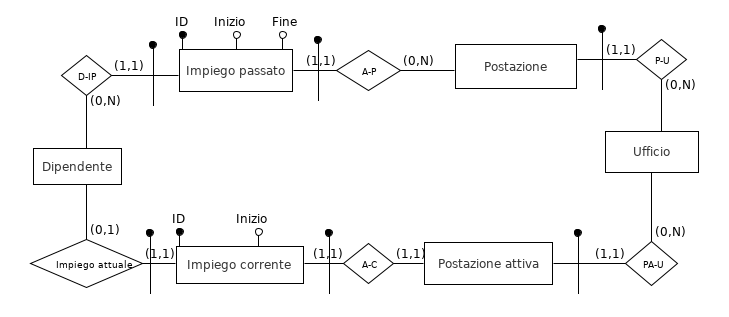 ID Inizio Fine
(1,1) Impiego passato (1,1) A-P (0,N) Postazione (1,1) P-U
D-IP
(0,N) (0,N)
Dipendente Ufficio
(0,1) (0,N)
ID Inizio
Impiego attuale (1,1) Impiego corrente (1,1) A-C (1,1) Postazione attiva (1,1) PA-U